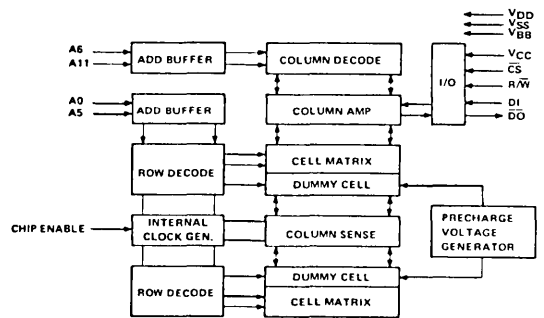 VDD
VSS
VBB
A6
A11
ADD BUFFER
COLUMN DECODE
I/O
VCC
C̅S̅
R/W̅
DI
D̅O̅
A0
A5
ADD BUFFER
COLUMN AMP
ROW DECODE
CELL MATRIX
DUMMY CELL
CHIP ENABLE
INTERNAL
CLOCK GEN.
COLUMN SENSE
PRECHARGE
VOLTAGE
GENERATOR
ROW DECODE
DUMMY CELL
CELL MATRIX